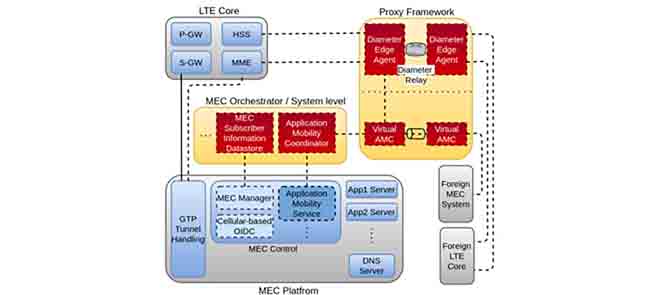 LTE Core
P-GW
HSS
S-GW
MME
Proxy Framework
Diameter
Edge
Agent
Diameter
Edge
Agent
Diameter
Relay
MEC Orchestrator / System level
...
MEC
Subscriber
Information
Datastore
Application
Mobility
Coordinator
Virtual
AMC
Virtual
AMC
GTP
Tunnel
Handling
MEC Manager
Cellular-based
OIDC
Application
Mobility
Service
MEC Control
App1 Server
App2 Server
DNS
Server
MEC Platfrom
Foreign
MEC
System
Foreign
LTE
Core